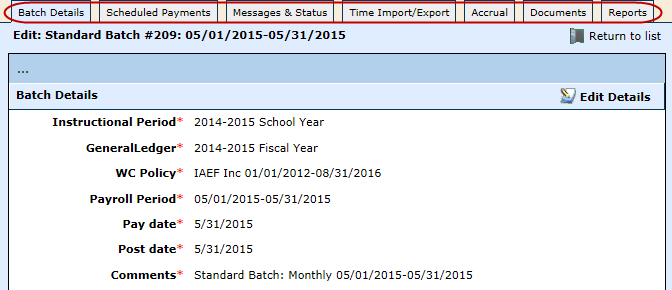 Batch Details Scheduled Payments Messages & Status Time Import/Export Accrual Documents Reports
Edit: Standard Batch #209: 05/01/2015-05/31/2015 Return to list
...
Batch Details Edit Details
Instructional Period* 2014-2015 School Year
GeneralLedger* 2014-2015 Fiscal Year
WC Policy* IAEF Inc 01/01/2012-08/31/2016
Payroll Period* 05/01/2015-05/31/2015
Pay date* 5/31/2015
Post date* 5/31/2015
Comments* Standard Batch: Monthly 05/01/2015-05/31/2015